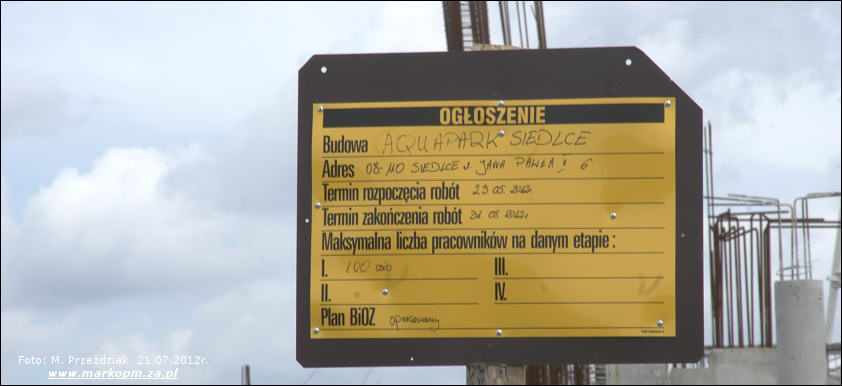 OGŁOSZENIE
Budowa AQUAPARK SIEDLCE
Adres 08-110 SIEDLCE ul. JANA PAWŁA II 6
Termin rozpoczęcia robót 23.05.2012r.
Termin zakończenia robót 31.08.2012r.
Maksymalna liczba pracowników na danym etapie :
I. 100 osób III.
II. IV.
Plan BiOZ opracowany
Foto: M. Przeździak 21.07.2012r.
www.markopm.za.pl